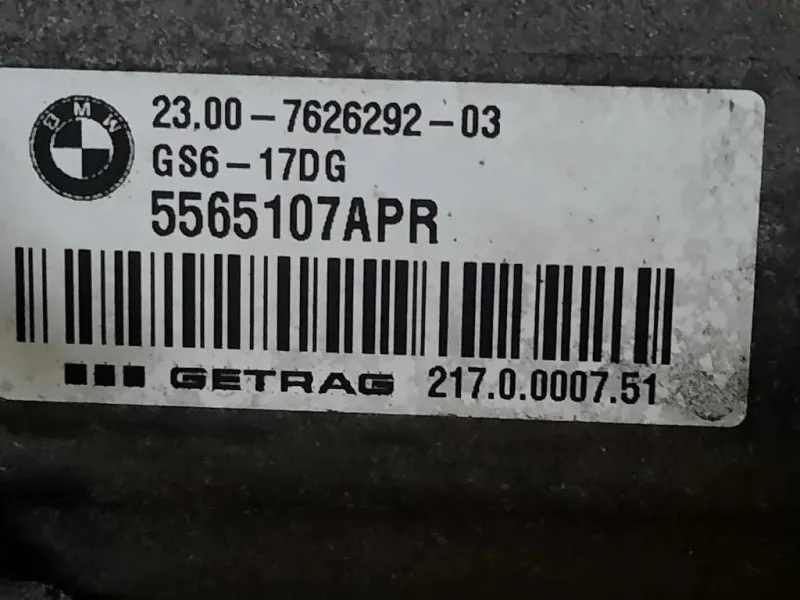 BMW
23.00-7626292-03
GS6-17DG
5565107APR
GETRAG 217.0.0007.51